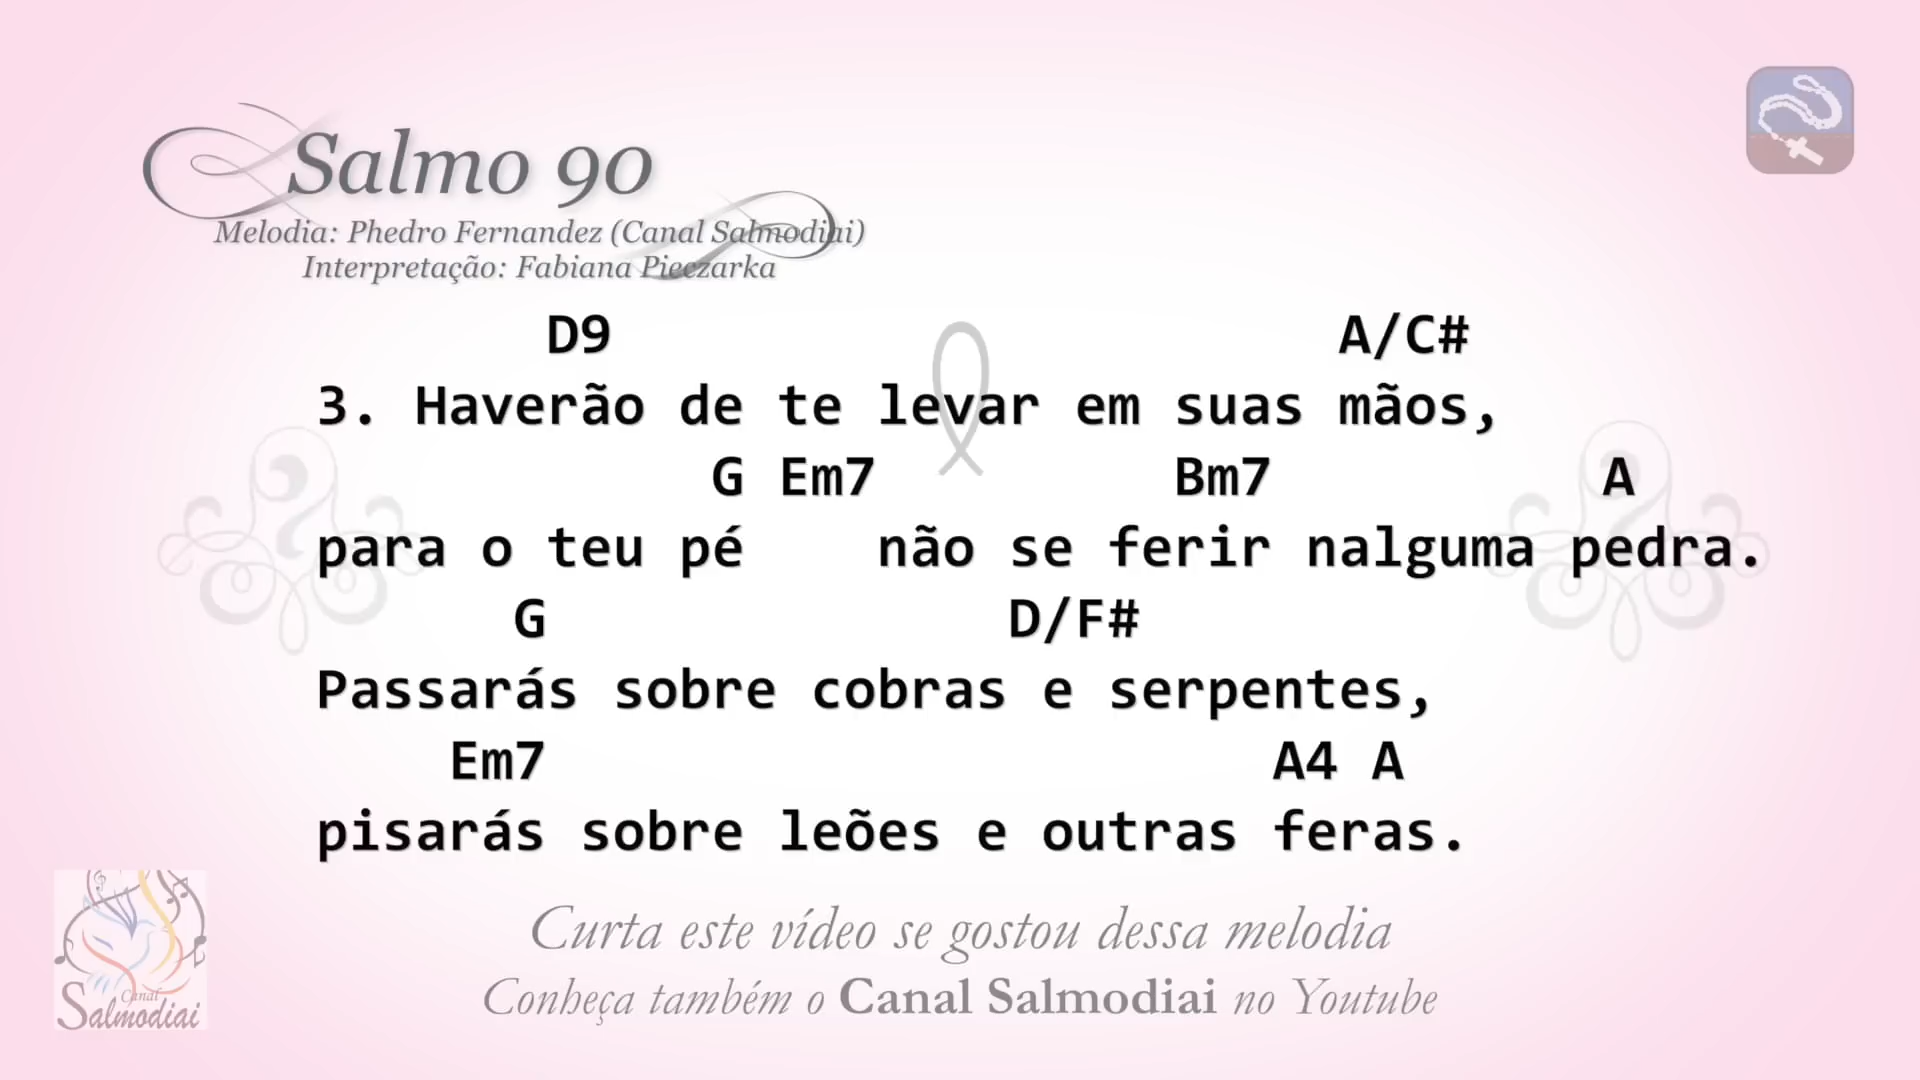 Salmo 90
Melodia: Phedro Fernandez (Canal Salmodiai)
Interpretação: Fabiana Pieczarka
D9 A/C#
3. Haverão de te levar em suas mãos,
G Em7 Bm7 A
para o teu pé não se ferir nalguma pedra.
G D/F#
Passarás sobre cobras e serpentes,
Em7 A4 A
pisarás sobre leões e outras feras.
Curta este vídeo se gostou dessa melodia
Conheça também o Canal Salmodiai no Youtube
Canal
Salmodiai